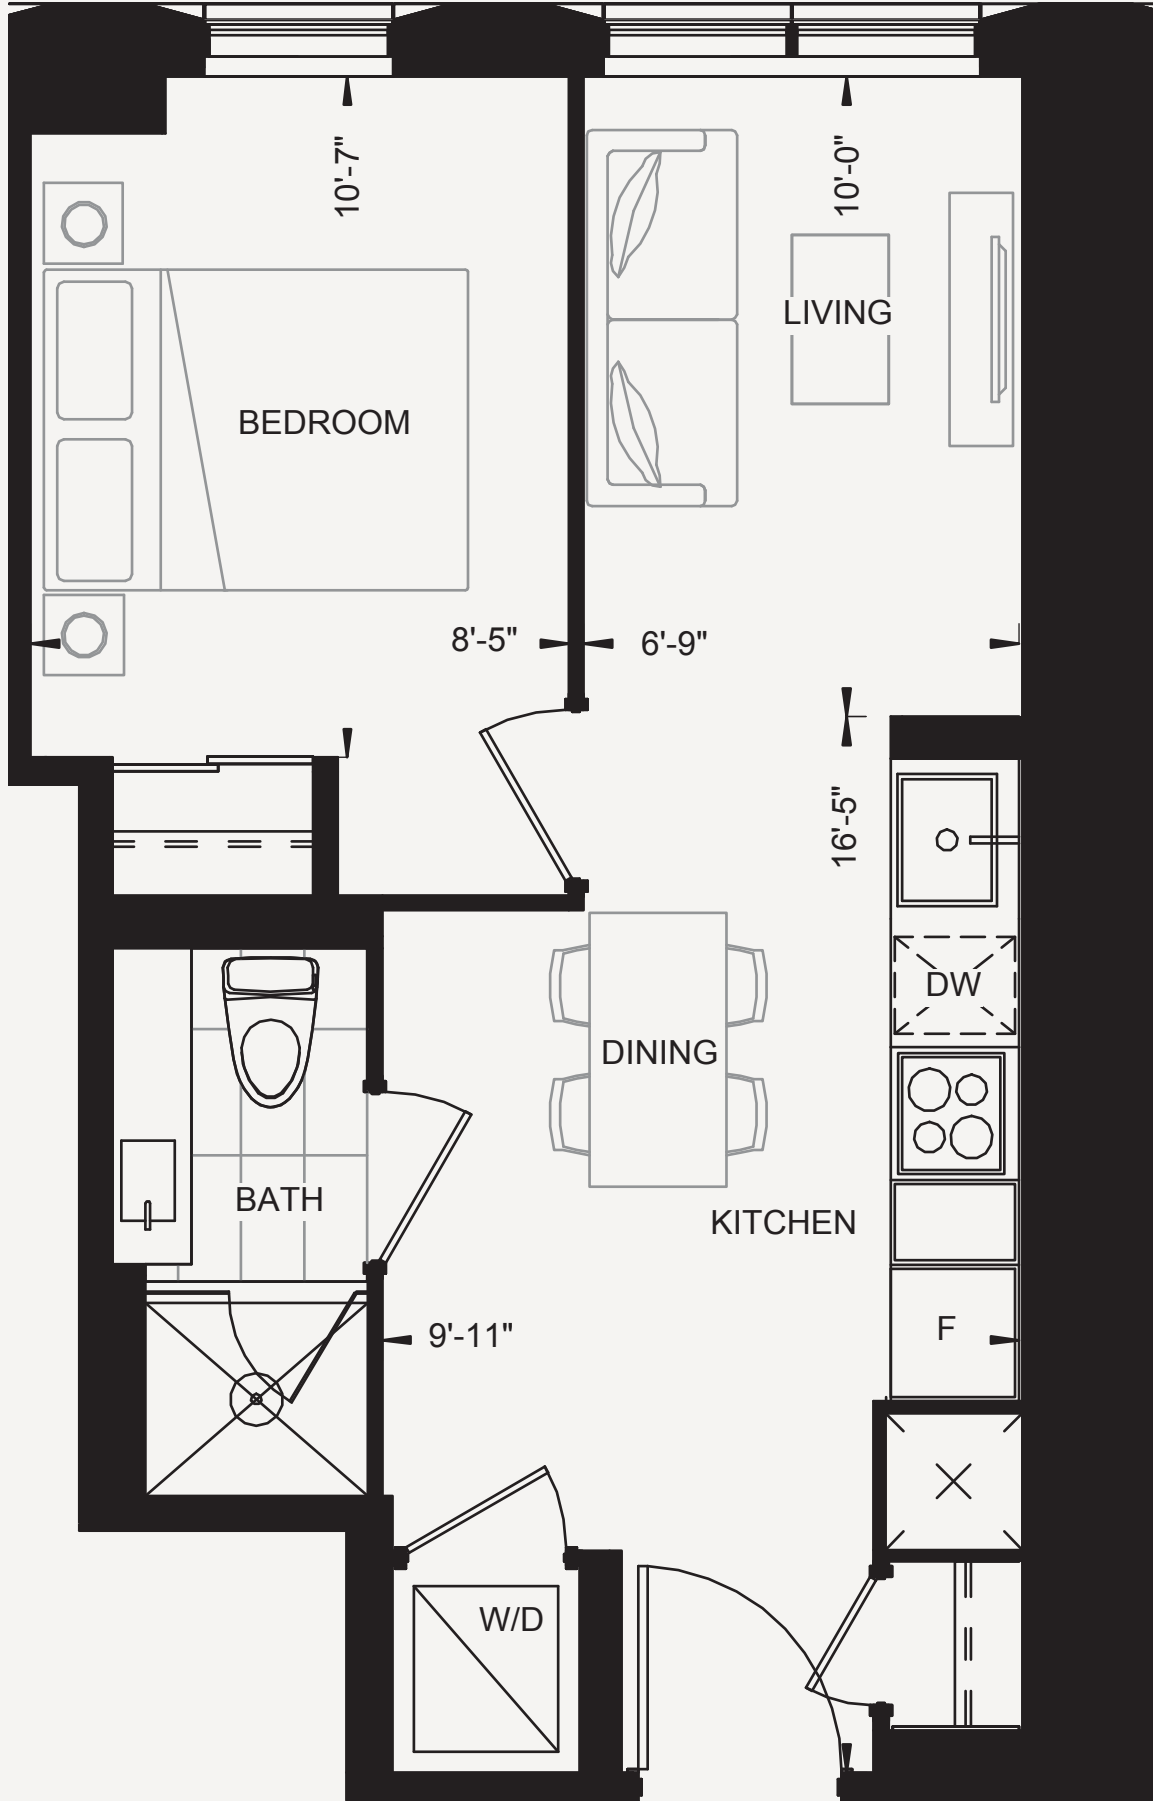 10'-7"
10'-0"
LIVING
BEDROOM
8'-5"
6'-9"
16'-5"
DW
DINING
BATH
KITCHEN
9'-11"
F
W/D